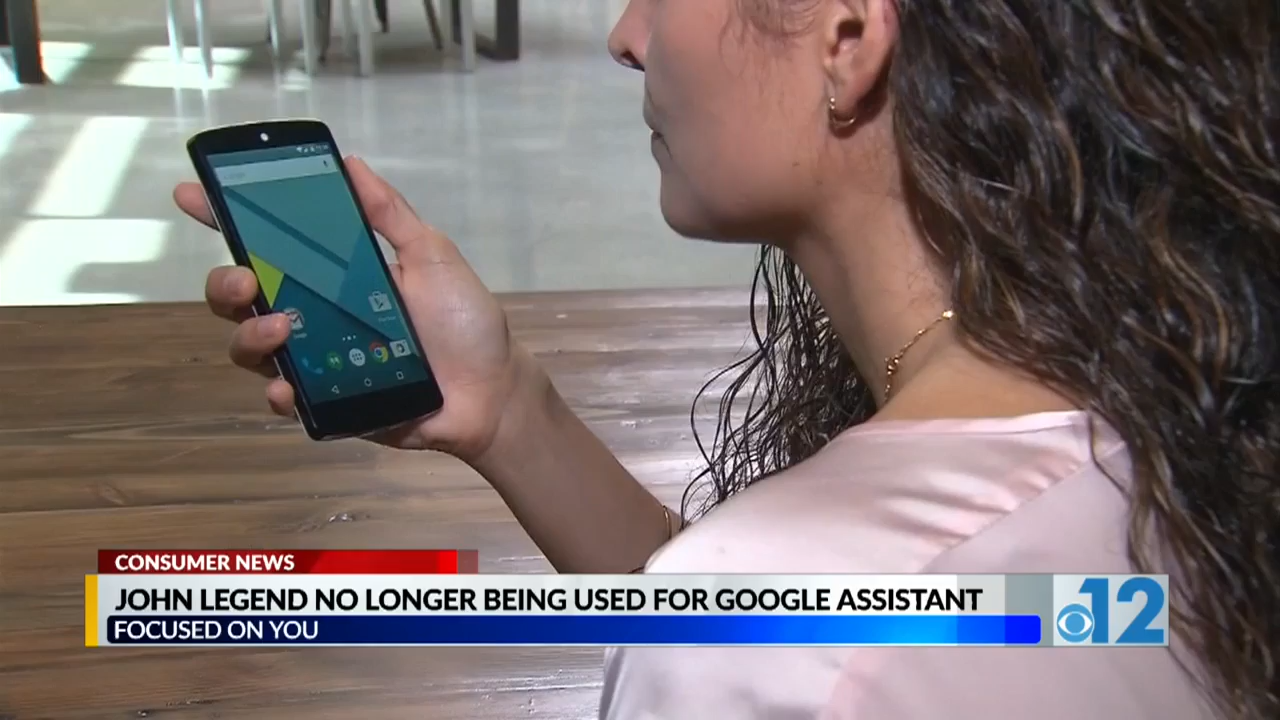 CONSUMER NEWS
JOHN LEGEND NO LONGER BEING USED FOR GOOGLE ASSISTANT
12
FOCUSED ON YOU